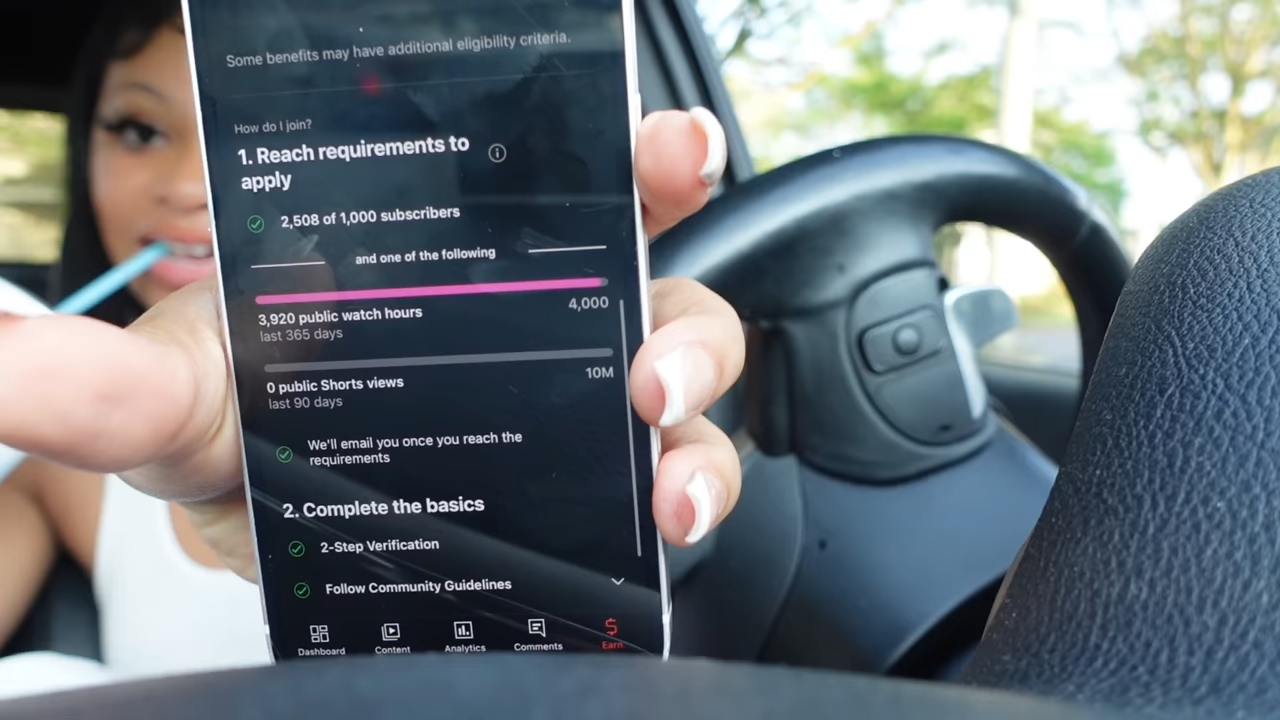 Some benefits may have additional eligibility criteria.
How do I join?
1. Reach requirements to
apply
2,508 of 1,000 subscribers
and one of the following
3,920 public watch hours
4,000
last 365 days
0 public Shorts views
10M
last 90 days
We'll email you once you reach the
requirements
2. Complete the basics
2-Step Verification
Follow Community Guidelines
Dashboard Content Analytics Comments Earn